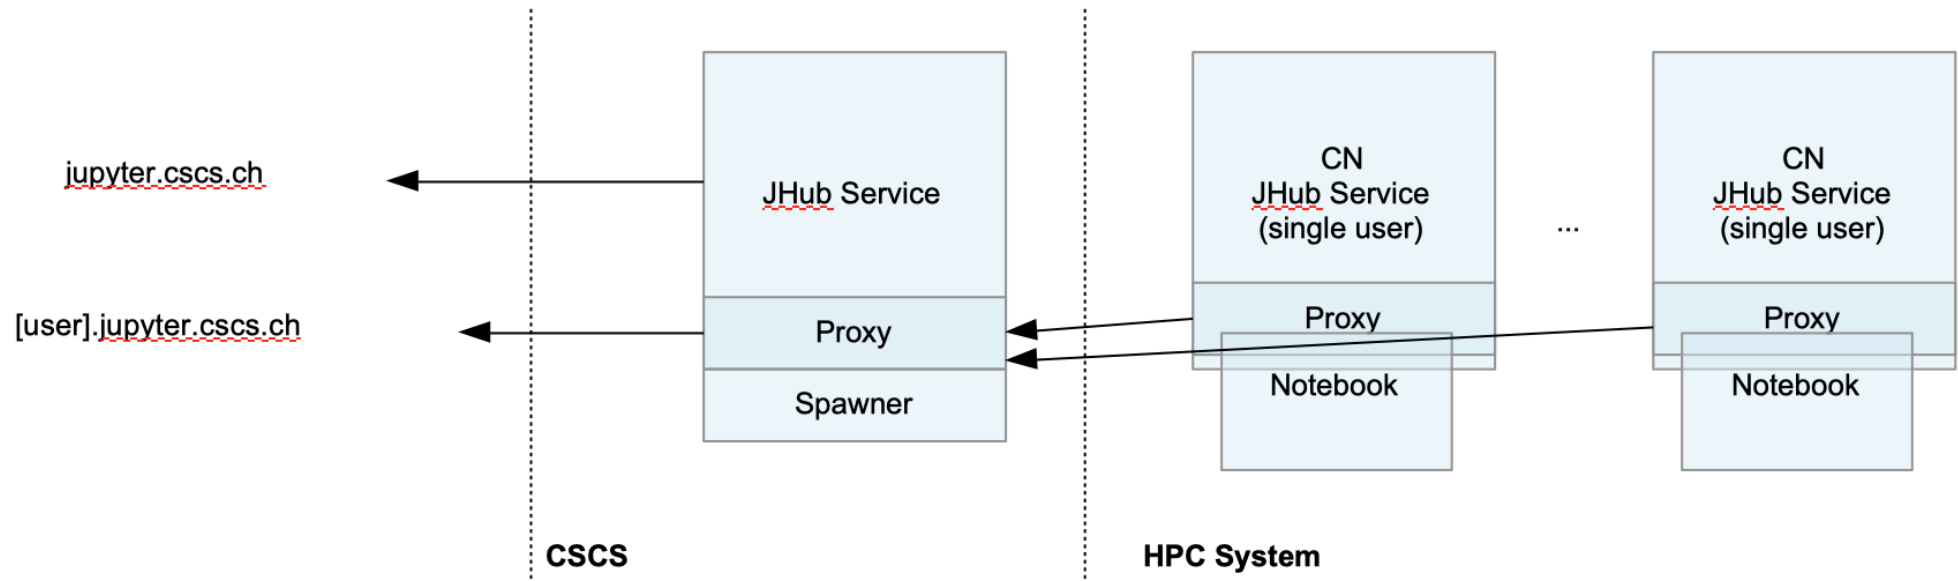 jupyter.cscs.ch
[user].jupyter.cscs.ch
JHub Service
Proxy
Spawner
CSCS
CN
JHub Service
(single user)
Proxy
Notebook
...
CN
JHub Service
(single user)
Proxy
Notebook
HPC System